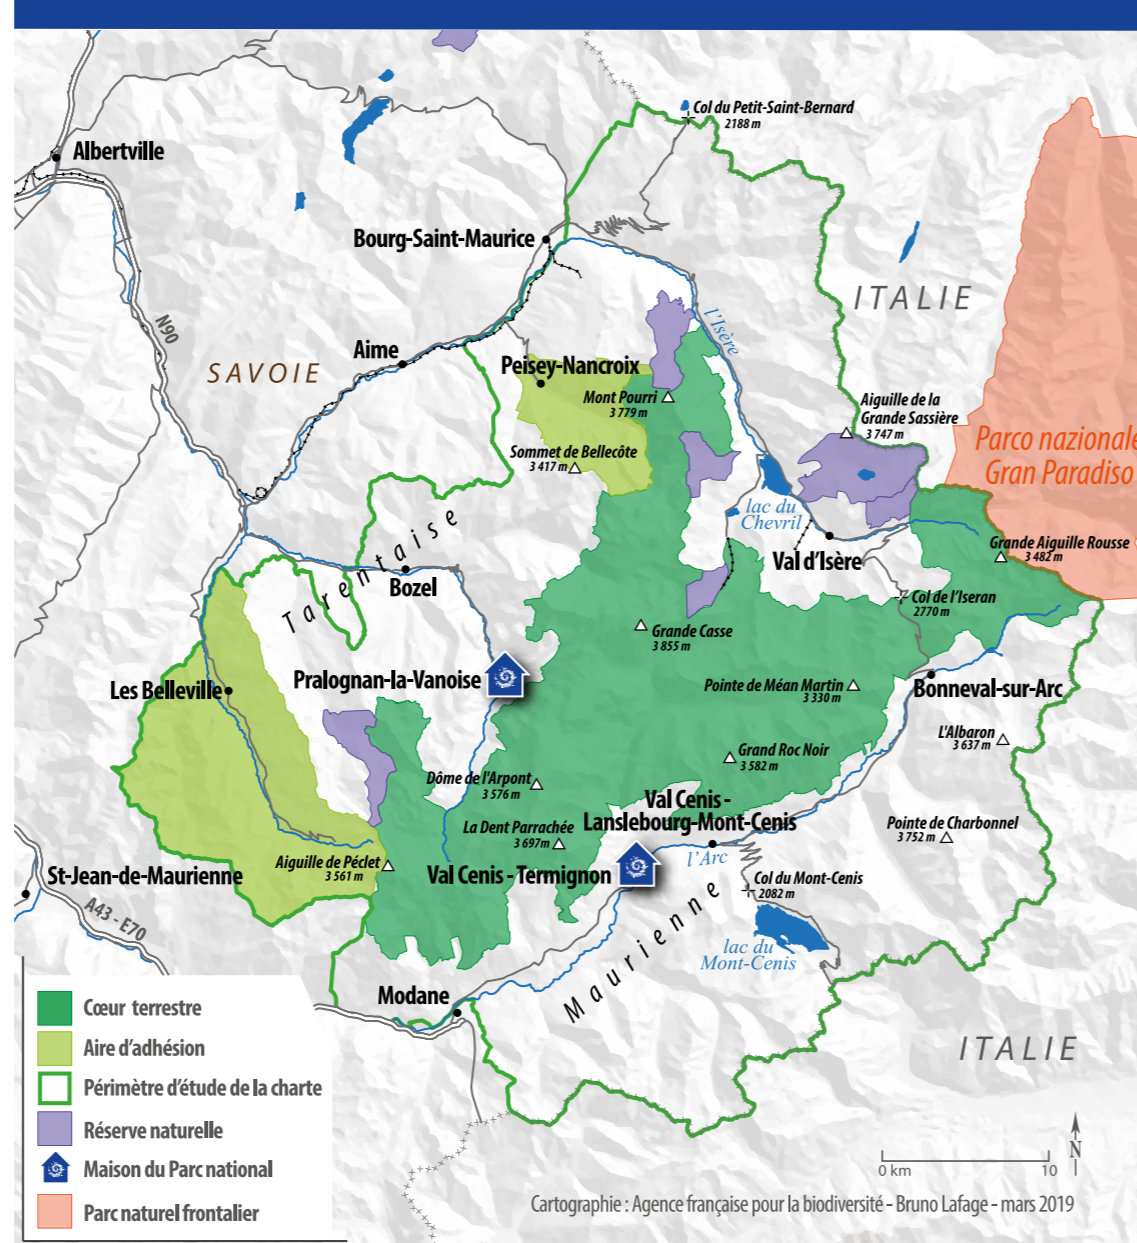 Col du Petit-Saint-Bernard
2188 m
Albertville
Bourg-Saint-Maurice
ITALIE
N90
l'Isère
Aime
SAVOIE
Peisey-Nancroix
Mont Pourri
3 779 m
Aiguille de la
Grande Sassière
3 747 m
Parco nazionale
Gran Paradiso
Sommet de Bellecôte
3 417 m
lac du
Chevril
Tarentaise
Val d'Isère
Grande Aiguille Rousse
3 482 m
Bozel
Col de l'Iseran
2770 m
Grande Casse
3 855 m
Pralognan-la-Vanoise
Les Belleville
Pointe de Méan Martin
3 330 m
Bonneval-sur-Arc
L'Albaron
3 637 m
Grand Roc Noir
3 582 m
Dôme de l'Arpont
3 576 m
Val Cenis -
Lanslebourg-Mont-Cenis
La Dent Parrachée
3 697m
Pointe de Charbonnel
3 752 m
l'Arc
Aiguille de Péclet
3 561 m
Val Cenis - Termignon
St-Jean-de-Maurienne
Col du Mont-Cenis
2082 m
A43 - E70
lac du
Mont-Cenis
Maurienne
Modane
ITALIE
Cœur terrestre
Aire d'adhésion
Périmètre d'étude de la charte
Réserve naturelle
Maison du Parc national
Parc naturel frontalier
N
0 km 10
Cartographie : Agence française pour la biodiversité - Bruno Lafage - mars 2019